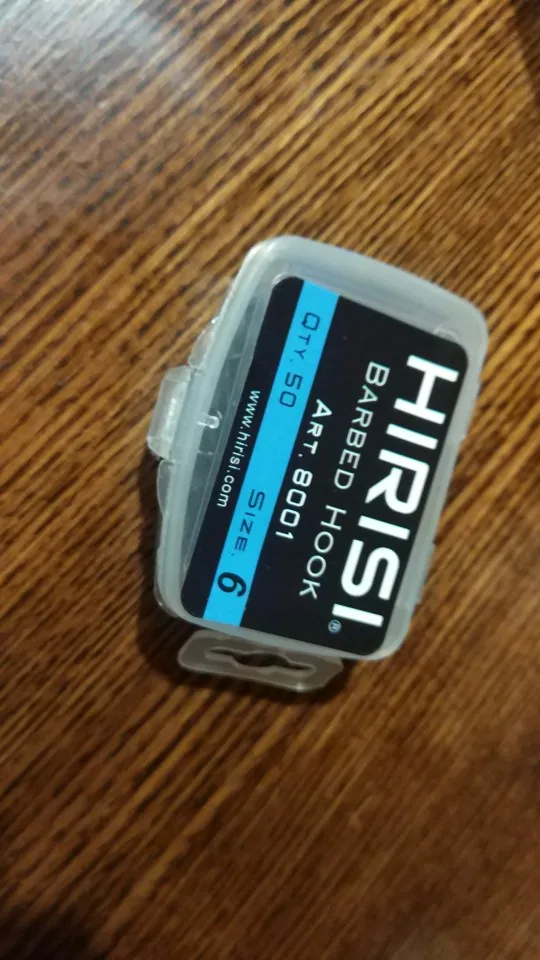 HIRISI®
BARBED HOOK
ART. 8001
QTY. 50 SIZE. 6
www.hirisi.com